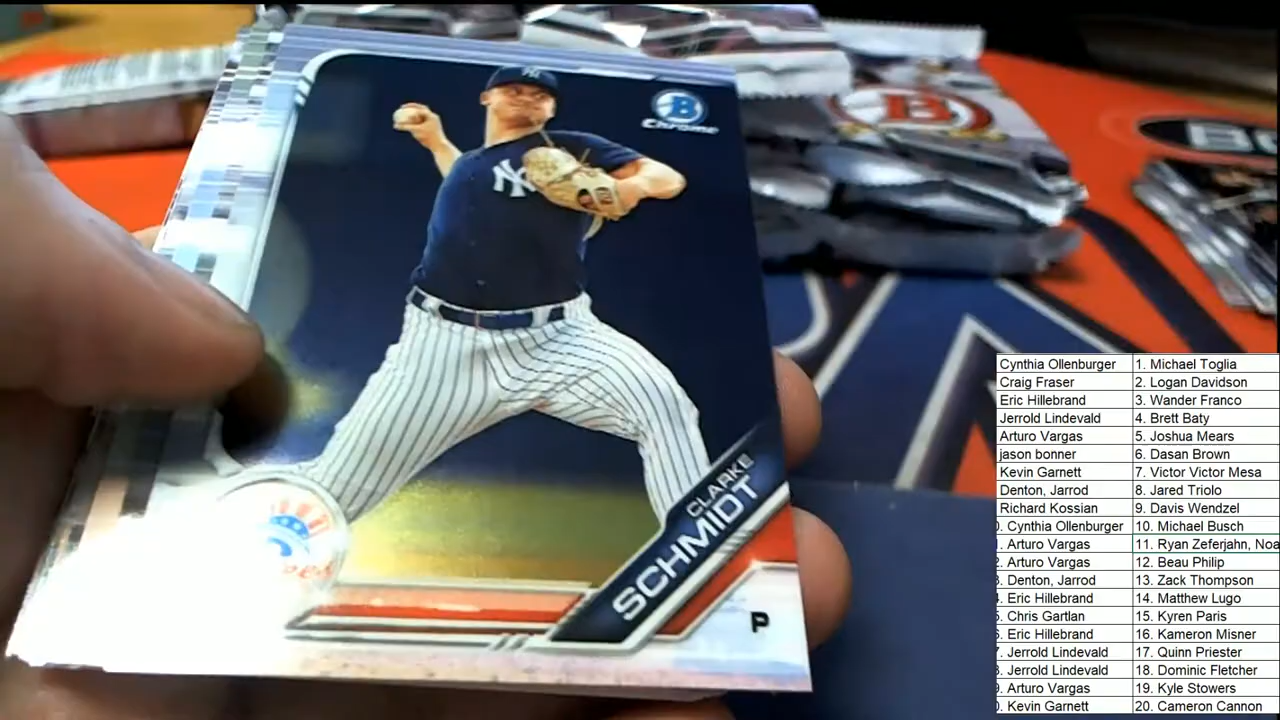 B
Chrome
NY
NY
CLARKE
SCHMIDT
P
B
Cynthia Ollenburger 1. Michael Toglia
Craig Fraser 2. Logan Davidson
Eric Hillebrand 3. Wander Franco
Jerrold Lindevald 4. Brett Baty
Arturo Vargas 5. Joshua Mears
jason bonner 6. Dasan Brown
Kevin Garnett 7. Victor Victor Mesa
Denton, Jarrod 8. Jared Triolo
Richard Kossian 9. Davis Wendzel
. Cynthia Ollenburger 10. Michael Busch
. Arturo Vargas 11. Ryan Zeferjahn, Noa
. Arturo Vargas 12. Beau Philip
. Denton, Jarrod 13. Zack Thompson
. Eric Hillebrand 14. Matthew Lugo
. Chris Gartlan 15. Kyren Paris
. Eric Hillebrand 16. Kameron Misner
. Jerrold Lindevald 17. Quinn Priester
. Jerrold Lindevald 18. Dominic Fletcher
. Arturo Vargas 19. Kyle Stowers
. Kevin Garnett 20. Cameron Cannon